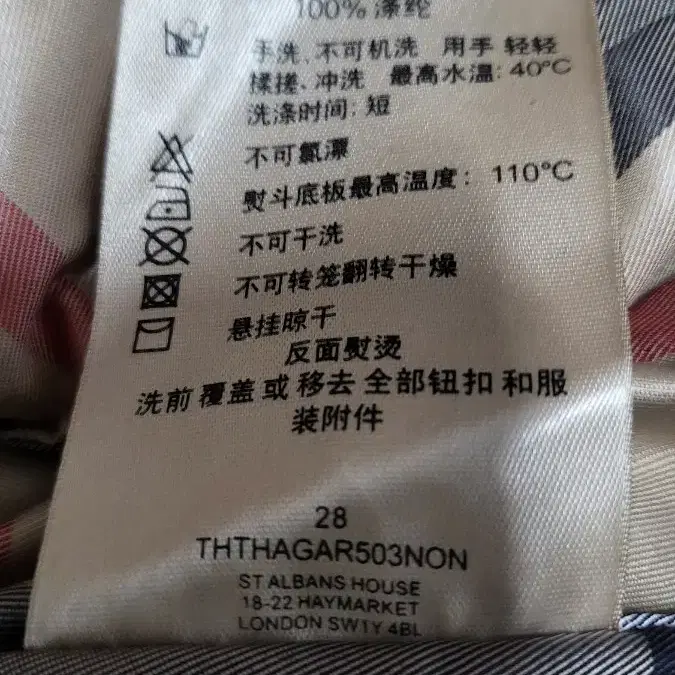 100% 涤纶
手洗、不可机洗 用手 轻轻
揉搓、冲洗 最高水温: 40°C
洗涤时间: 短
不可氯漂
熨斗底板最高温度: 110°C
不可干洗
不可转笼翻转干燥
悬挂晾干
反面熨烫
洗前 覆盖 或 移去 全部钮扣 和服
装附件
28
THTHAGAR503NON
ST ALBANS HOUSE
18-22 HAYMARKET
LONDON SW1Y 4BL